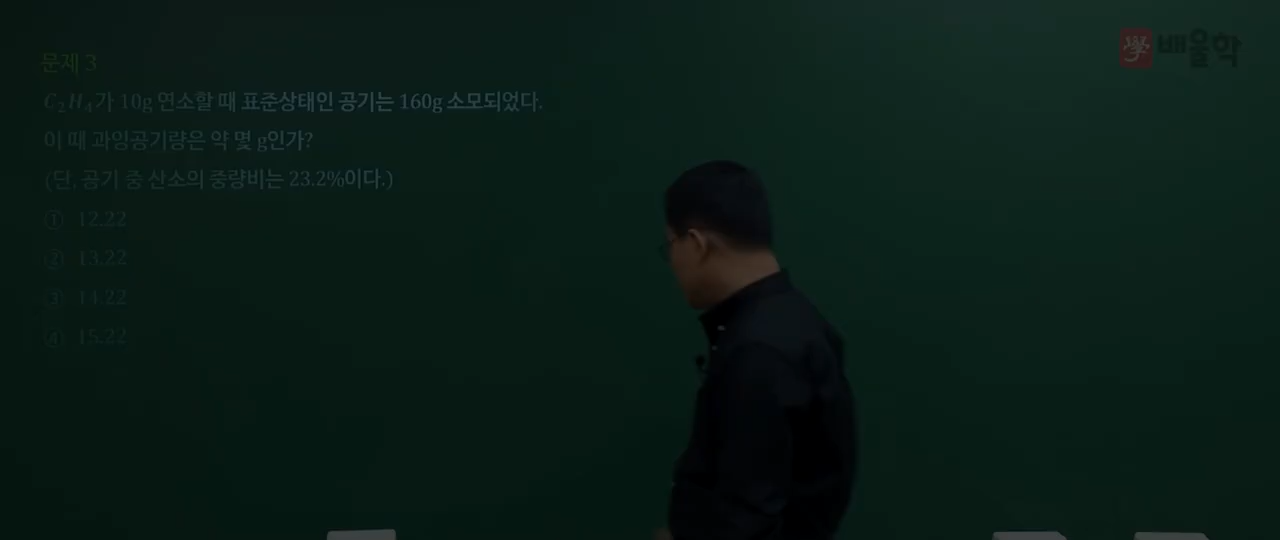 문제 3
學 배울학
C₂H₄가 10g 연소할 때 표준상태인 공기는 160g 소모되었다.
이 때 과잉공기량은 약 몇 g인가?
(단, 공기 중 산소의 중량비는 23.2%이다.)
① 12.22
② 13.22
③ 14.22
④ 15.22